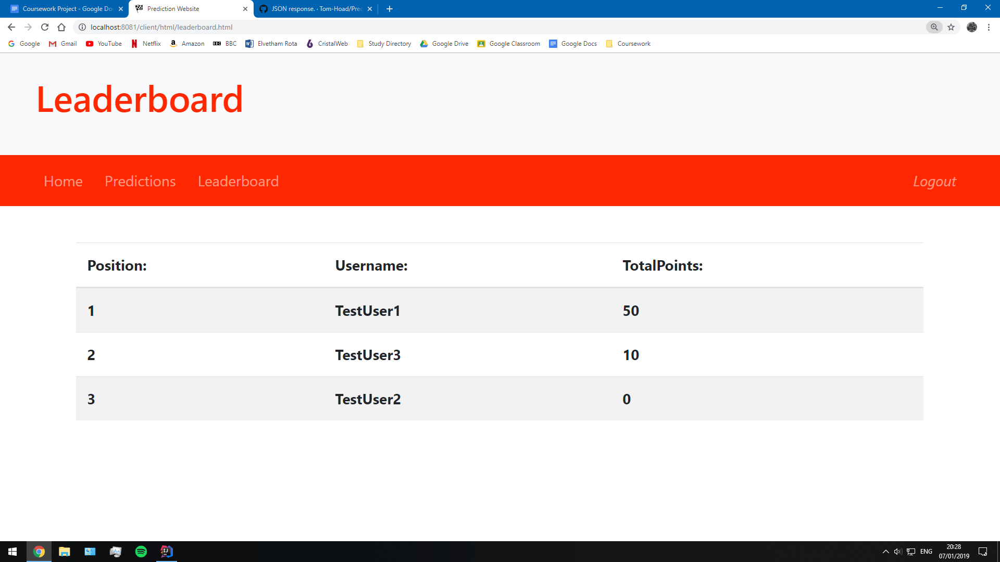 Coursework Project - Google Do
Prediction Website
JSON response. · Tom-Hoad/Pred
localhost:8081/client/html/leaderboard.html
Google Gmail YouTube Netflix Amazon BBC Elvetham Rota CristalWeb Study Directory Google Drive Google Classroom Google Docs Coursework
Leaderboard
Home Predictions Leaderboard Logout
Position: Username: TotalPoints:
1 TestUser1 50
2 TestUser3 10
3 TestUser2 0
ENG
20:28
07/01/2019